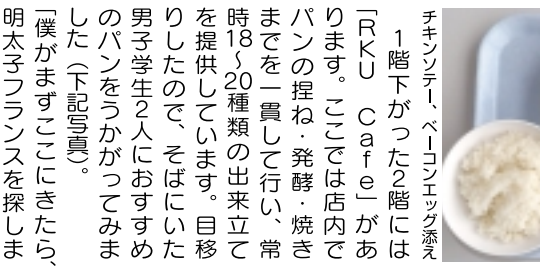 チキンソテー、ベーコンエッグ添え
　1階下がった2階には
「RKU　Cafe」があ
ります。ここでは店内で
パンの捏ね・発酵・焼き
までを一貫して行い、常
時18～20種類の出来立て
を提供しています。目移
りしたので、そばにいた
男子学生2人におすすめ
のパンをうかがってみま
した（下記写真）。
「僕がまずここにきたら、
明太子フランスを探しま